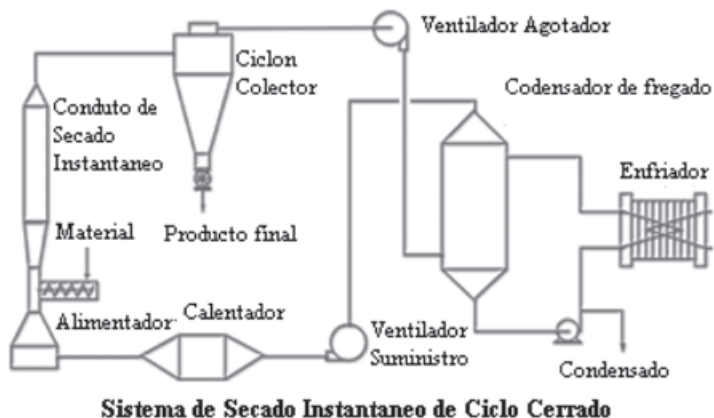 Ventilador Agotador
Ciclon
Colector
Codensador de fregado
Conduto de
Secado
Instantaneo
Enfriador
Material
Producto final
Alimentador
Calentador
Ventilador
Suministro
Condensado
Sistema de Secado Instantaneo de Ciclo Cerrado